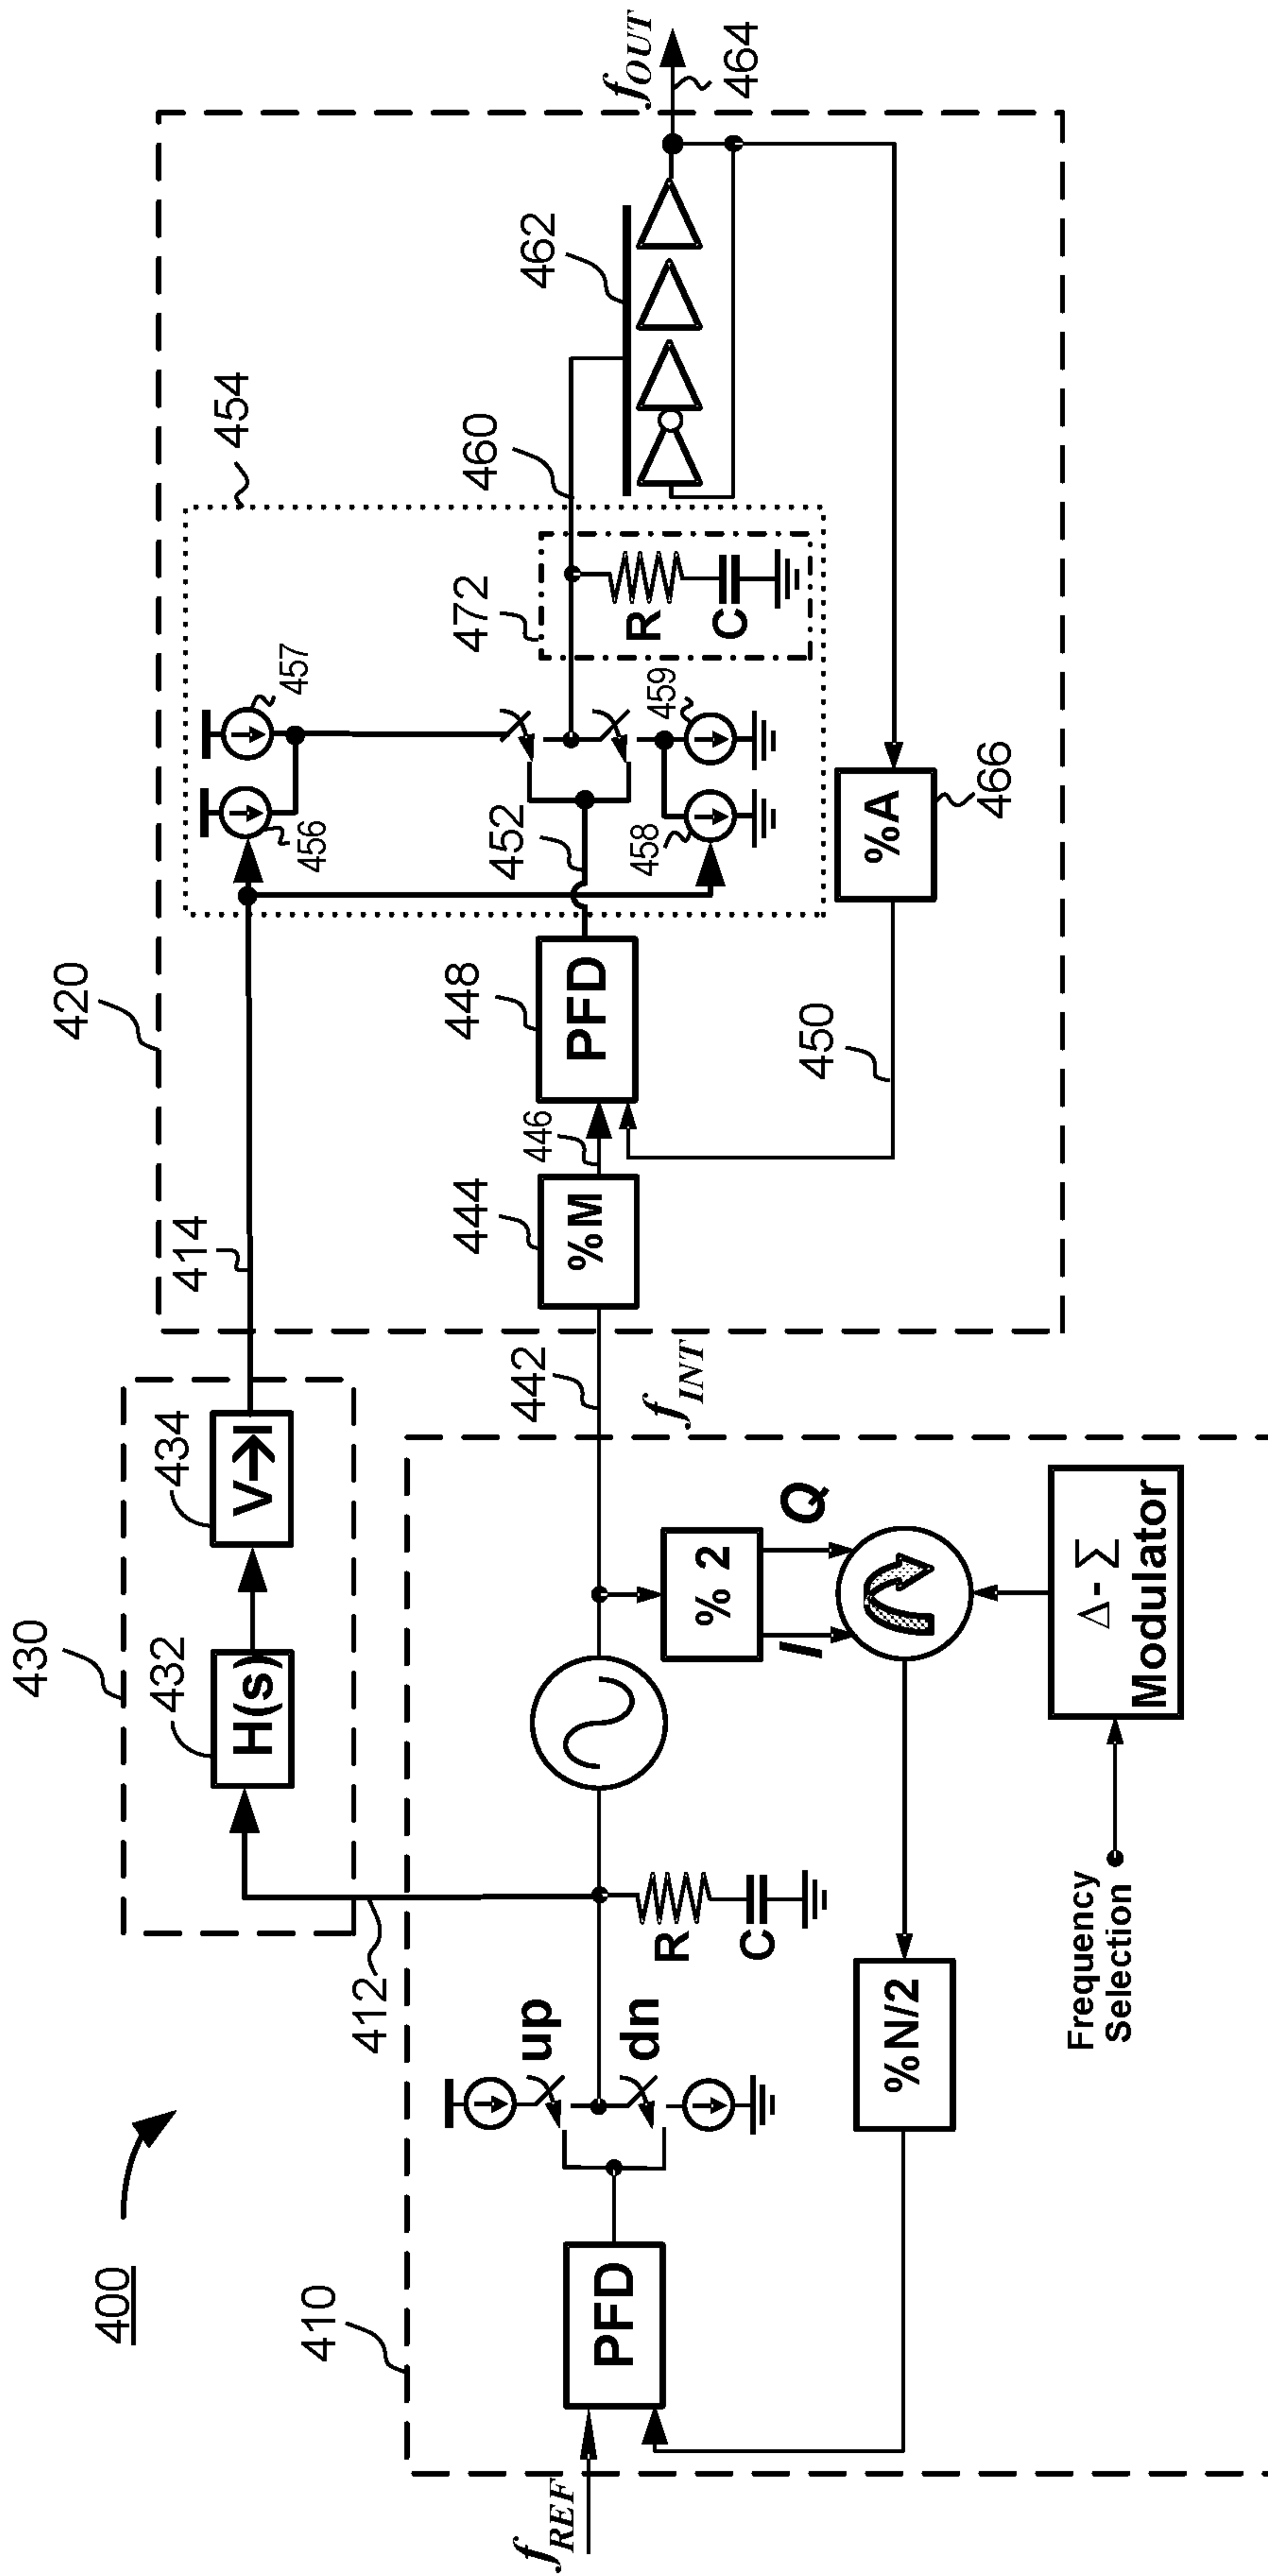 400
430
432
H(s)
434
V→I
412
414
410
f_REF
PFD
up
dn
R
C
442
f_INT
% 2
I
Q
%N/2
Δ - Σ
Modulator
Frequency
Selection
420
444
%M
446
448
PFD
450
452
454
456
457
458
459
472
R
C
460
462
f_OUT
464
%A
466